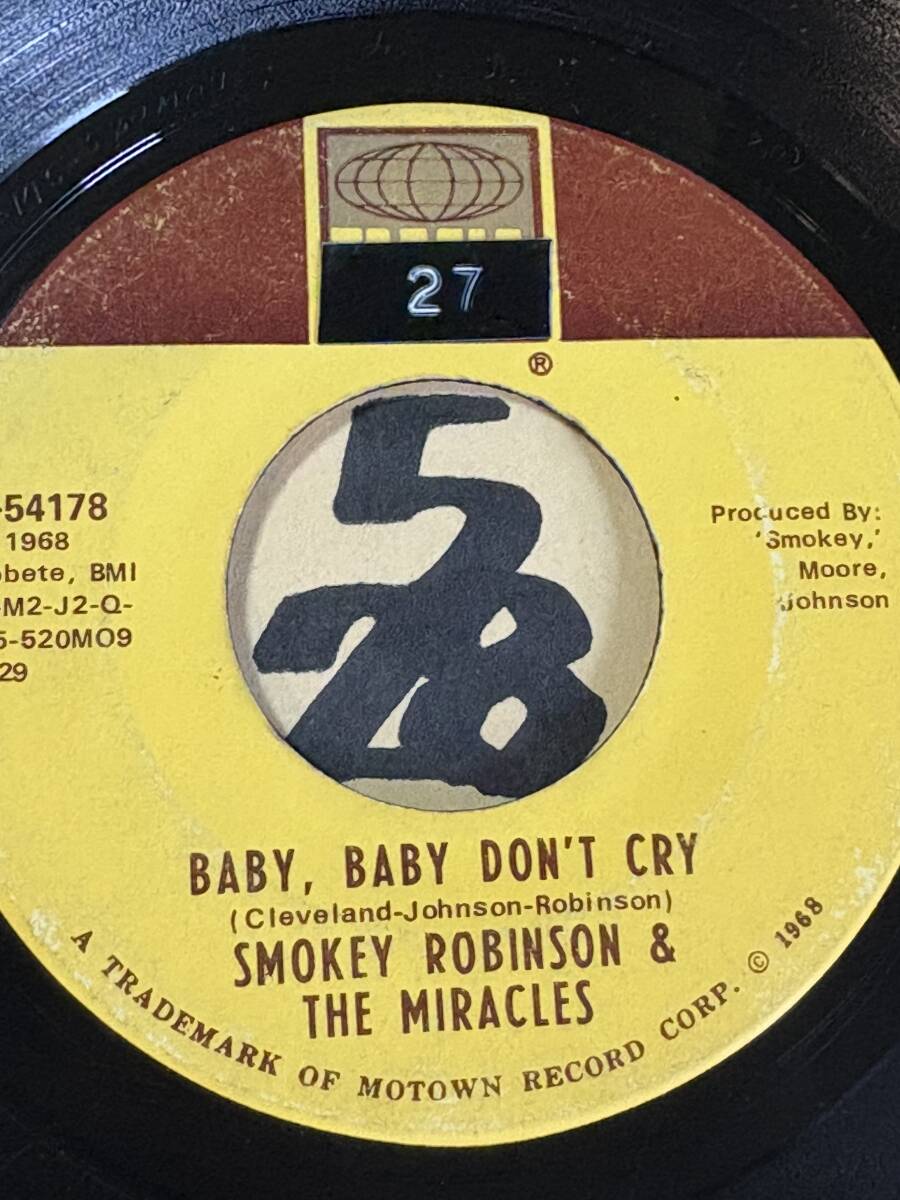 27
®
5
28
-54178
1968
obete, BMI
-M2-J2-Q-
5-520MO9
29
Produced By:
'Smokey,'
Moore,
Johnson
BABY, BABY DON'T CRY
(Cleveland-Johnson-Robinson)
SMOKEY ROBINSON &
THE MIRACLES
A TRADEMARK OF MOTOWN RECORD CORP. © 1968